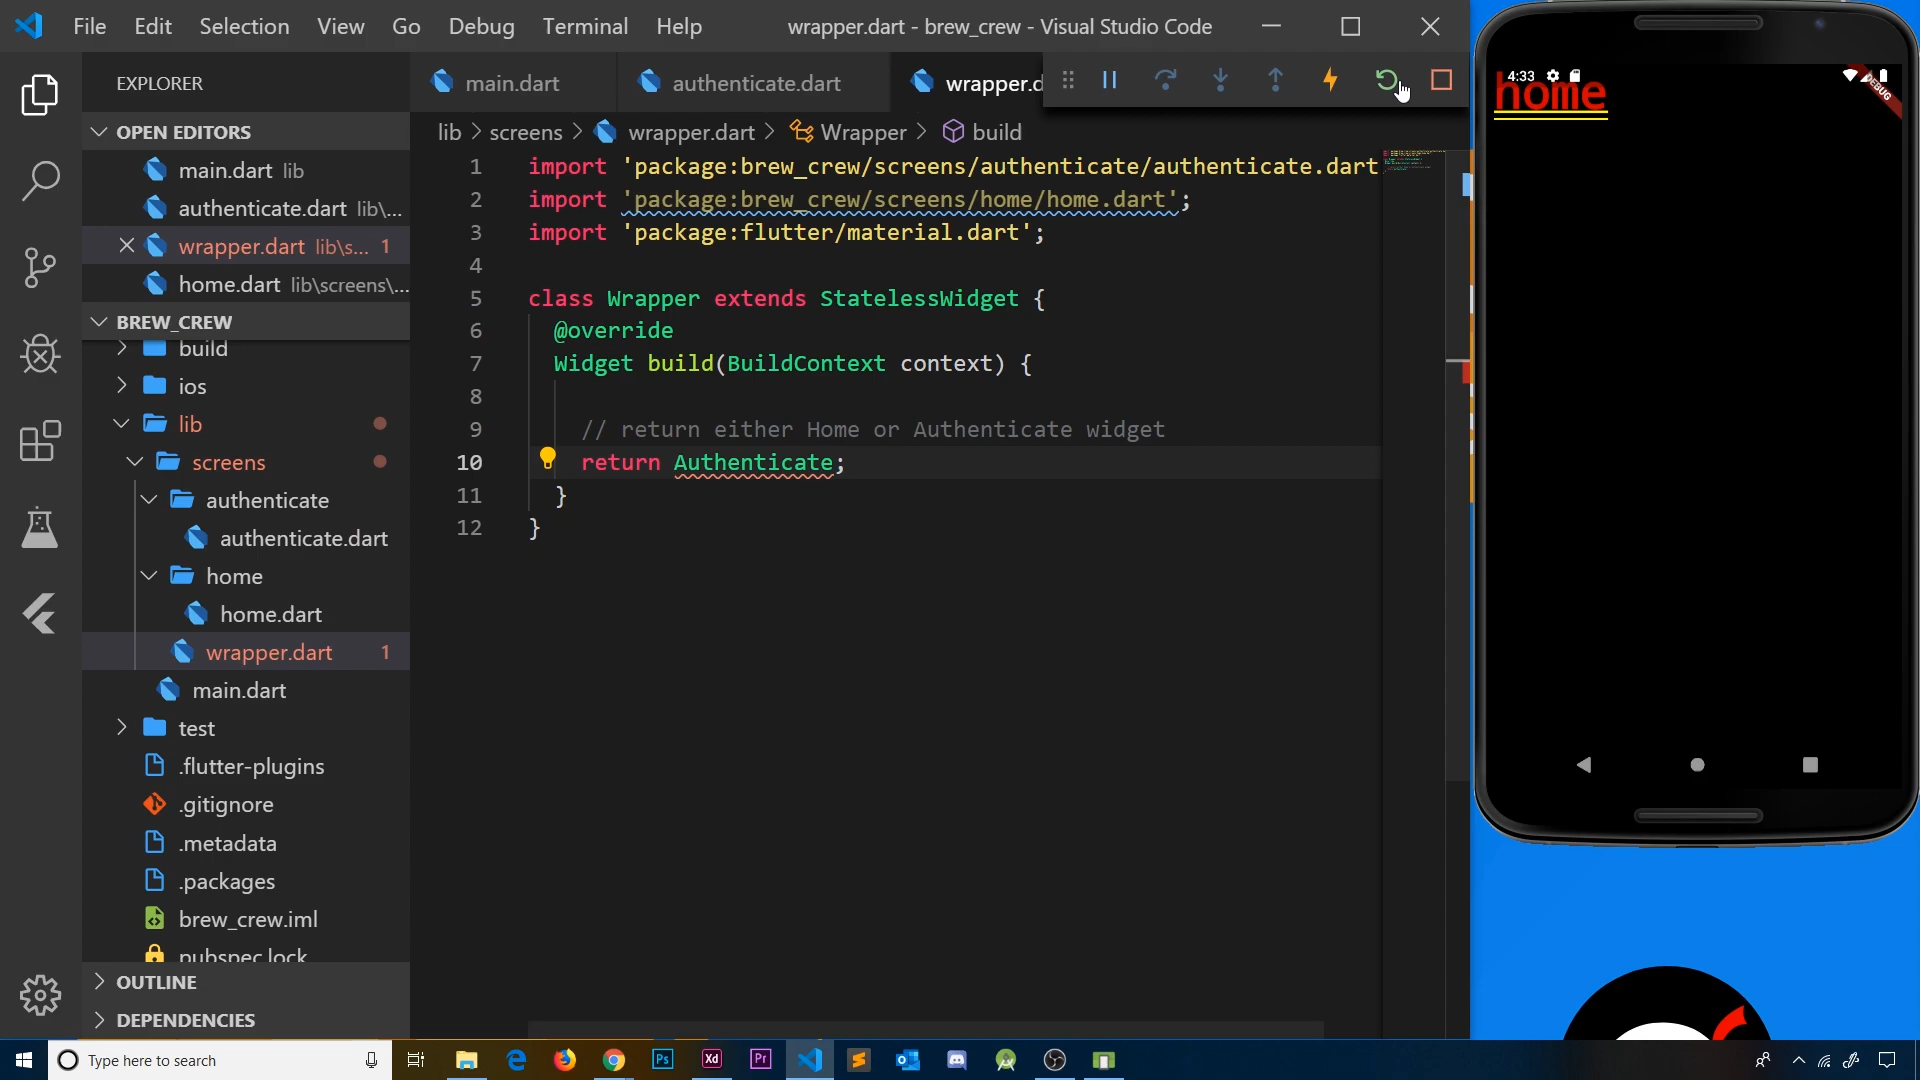 File Edit Selection View Go Debug Terminal Help
wrapper.dart - brew_crew - Visual Studio Code
EXPLORER
OPEN EDITORS
main.dart lib
authenticate.dart lib\...
wrapper.dart lib\s... 1
home.dart lib\screens\...
BREW_CREW
build
ios
lib
screens
authenticate
authenticate.dart
home
home.dart
wrapper.dart 1
main.dart
test
.flutter-plugins
.gitignore
.metadata
.packages
brew_crew.iml
pubspec.lock
OUTLINE
DEPENDENCIES
main.dart authenticate.dart wrapper.d
lib > screens > wrapper.dart > Wrapper > build
1 import 'package:brew_crew/screens/authenticate/authenticate.dart
2 import 'package:brew_crew/screens/home/home.dart';
3 import 'package:flutter/material.dart';
4
5 class Wrapper extends StatelessWidget {
6 @override
7 Widget build(BuildContext context) {
8
9 // return either Home or Authenticate widget
10 return Authenticate;
11 }
12 }
4:33
DEBUG
home
Type here to search
Ps
Xd
Pr